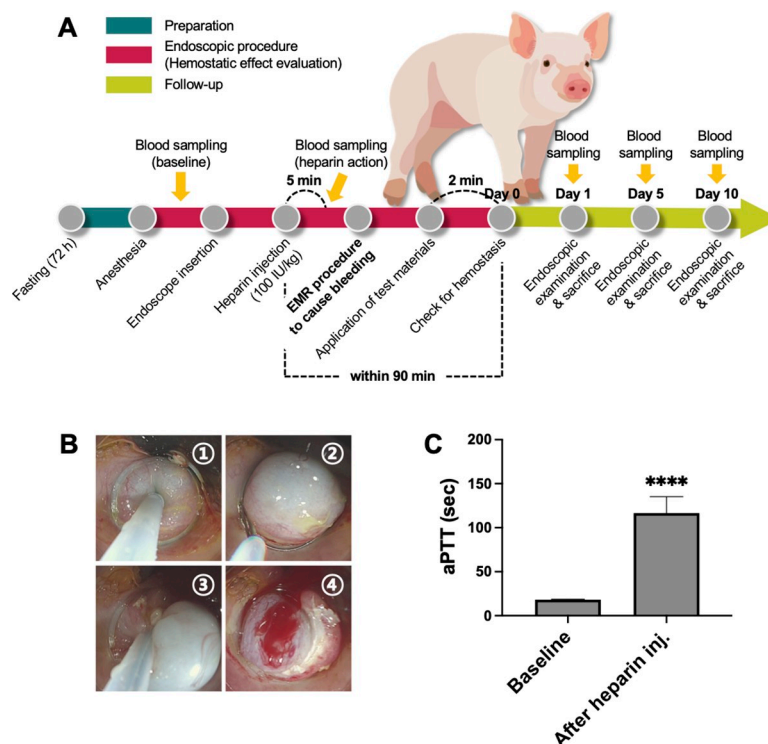 A
Preparation
Endoscopic procedure
(Hemostatic effect evaluation)
Follow-up
Blood sampling
(baseline)
Blood sampling
(heparin action)
5 min
2 min
Blood
sampling
Blood
sampling
Blood
sampling
Day 0
Day 1
Day 5
Day 10
Fasting (72 h)
Anesthesia
Endoscope insertion
Heparin injection
(100 IU/kg)
EMR procedure
to cause bleeding
Application of test materials
Check for hemostasis
Endoscopic
examination
& sacrifice
Endoscopic
examination
& sacrifice
Endoscopic
examination
& sacrifice
within 90 min
B
①
②
③
④
C
aPTT (sec)
200
150
100
50
0
****
Baseline
After heparin inj.